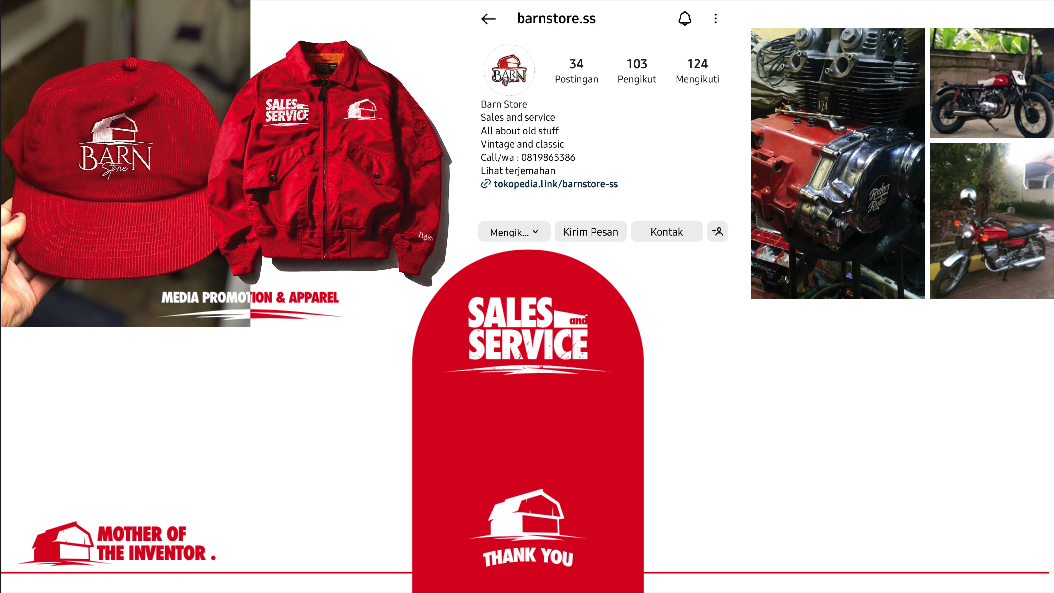 BARN
Store
SALES and
SERVICE
Barn
MEDIA PROMOTION & APPAREL
barnstore.ss
BARN
34
103
124
Postingan
Pengikut
Mengikuti
Barn Store
Sales and service
All about old stuff
Vintage and classic
Call/wa : 0819865386
Lihat terjemahan
tokopedia.link/barnstore-ss
Mengik...
Kirim Pesan
Kontak
SALES and
SERVICE
THANK YOU
MOTHER OF
THE INVENTOR .